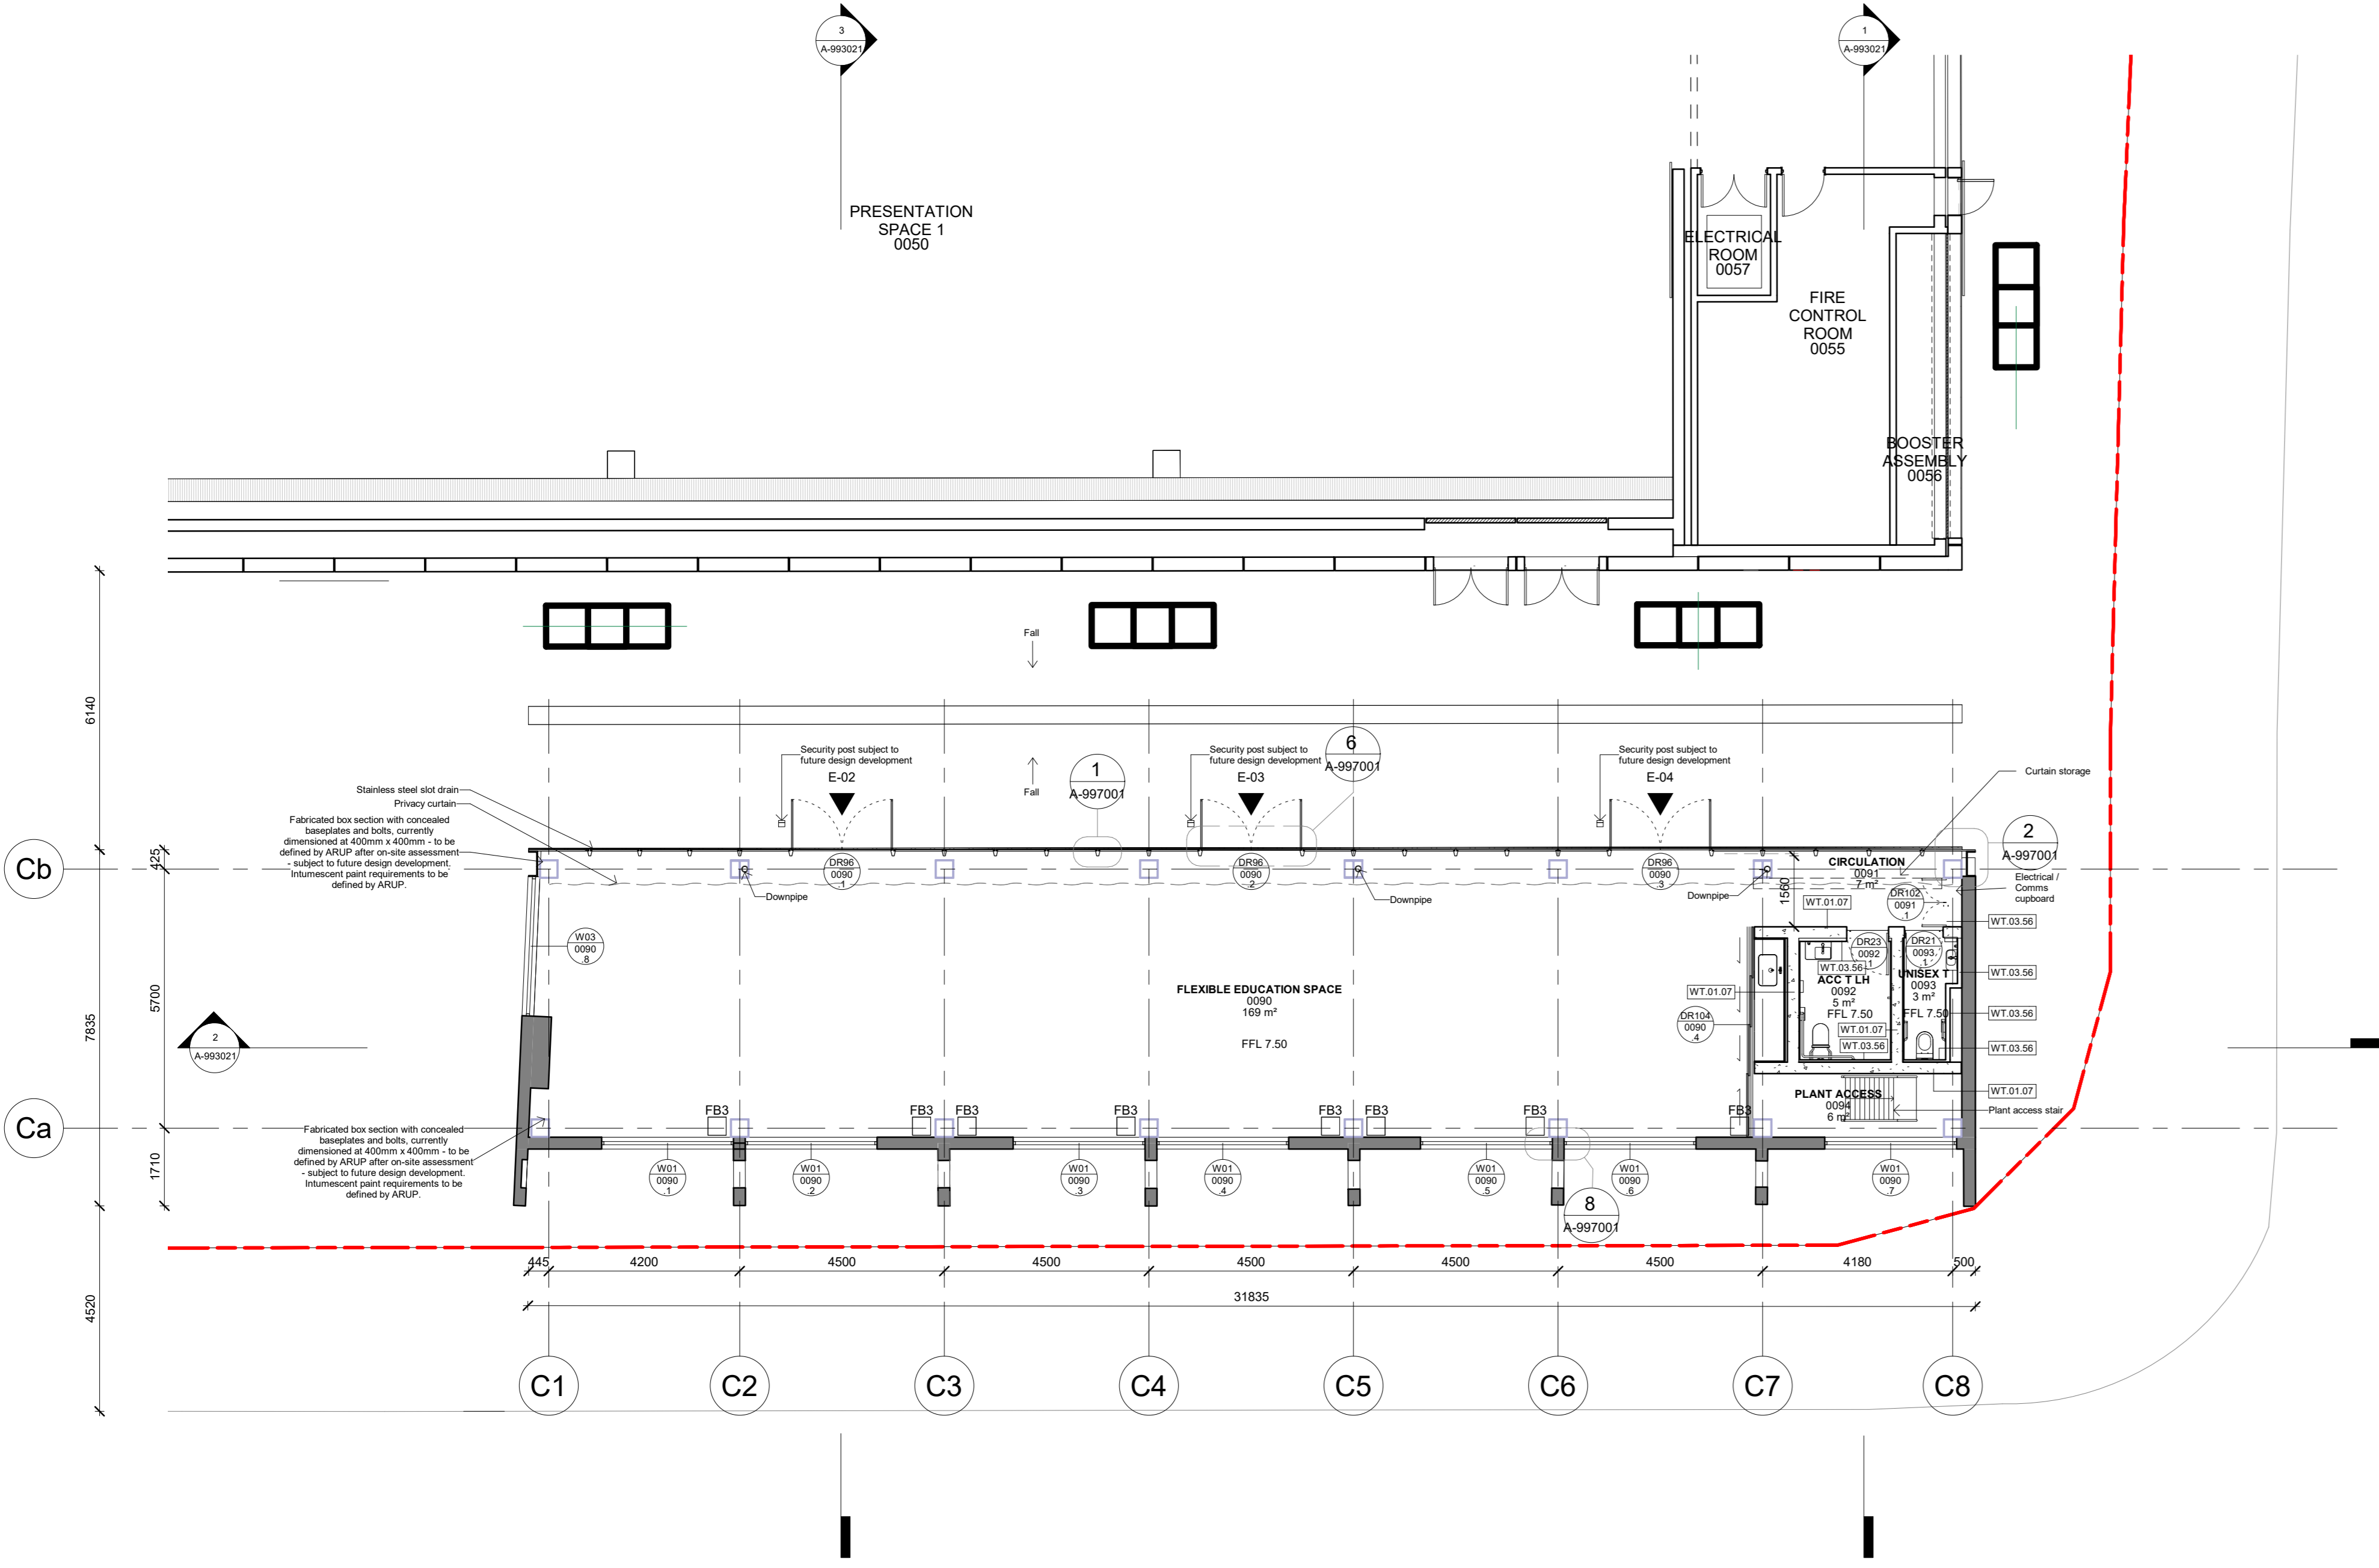 3
A-993021
1
A-993021
PRESENTATION
SPACE 1
0050
ELECTRICAL
ROOM
0057
FIRE
CONTROL
ROOM
0055
BOOSTER
ASSEMBLY
0056
6140
Fall
Fall
Security post subject to
future design development
E-02
Security post subject to
future design development
E-03
Security post subject to
future design development
E-04
1
A-997001
6
A-997001
2
A-997001
Curtain storage
Stainless steel slot drain
Privacy curtain
Fabricated box section with concealed
baseplates and bolts, currently
dimensioned at 400mm x 400mm - to be
defined by ARUP after on-site assessment
- subject to future design development.
Intumescent paint requirements to be
defined by ARUP.
Cb
425
DR96
0090
.1
DR96
0090
.2
DR96
0090
.3
Downpipe
Downpipe
Downpipe
CIRCULATION
0091
7 m²
1560
DR102
0091
.1
Electrical /
Comms
cupboard
WT.01.07
WT.03.56
W03
0090
.8
DR23
0092
.1
DR21
0093
.1
WT.03.56
WT.03.56
ACC T LH
0092
5 m²
FFL 7.50
UNISEX T
0093
3 m²
FFL 7.50
WT.01.07
WT.03.56
DR104
0090
.4
WT.01.07
WT.03.56
WT.03.56
WT.01.07
FLEXIBLE EDUCATION SPACE
0090
169 m²
FFL 7.50
5700
7835
2
A-993021
PLANT ACCESS
0094
6 m²
Plant access stair
FB3
FB3
FB3
FB3
FB3
FB3
FB3
FB3
Ca
Fabricated box section with concealed
baseplates and bolts, currently
dimensioned at 400mm x 400mm - to be
defined by ARUP after on-site assessment
- subject to future design development.
Intumescent paint requirements to be
defined by ARUP.
1710
W01
0090
.1
W01
0090
.2
W01
0090
.3
W01
0090
.4
W01
0090
.5
W01
0090
.6
W01
0090
.7
8
A-997001
445
4200
4500
4500
4500
4500
4500
4180
500
31835
4520
C1
C2
C3
C4
C5
C6
C7
C8